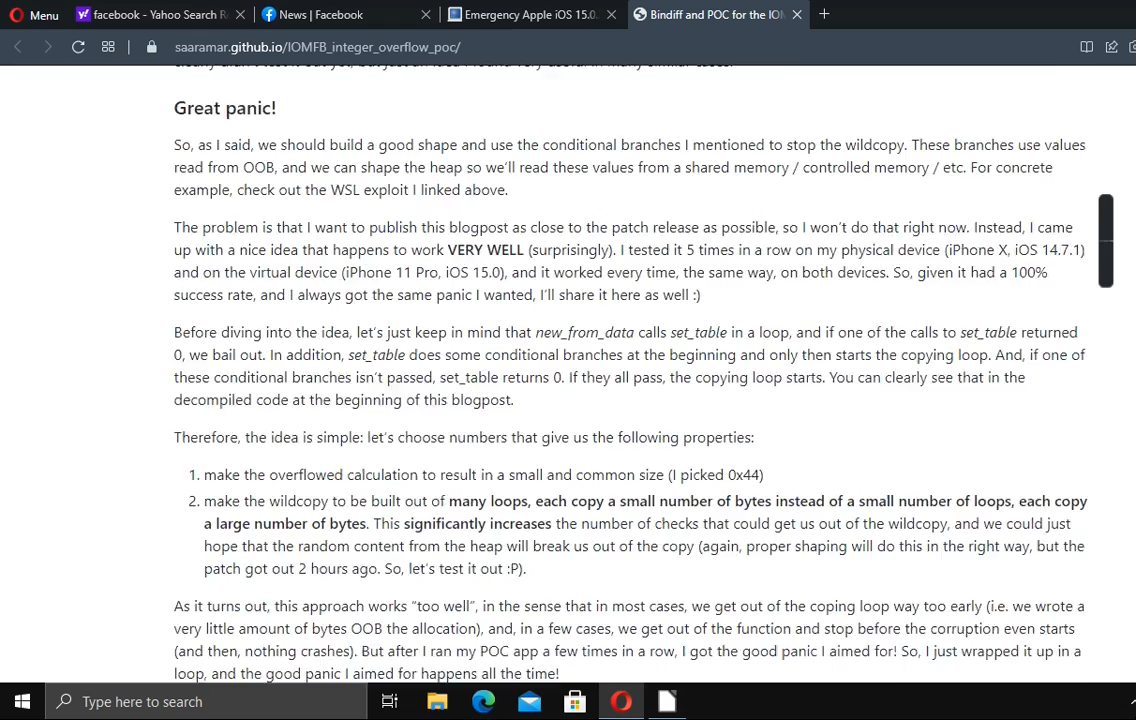 Menu
facebook - Yahoo Search R
News | Facebook
Emergency Apple iOS 15.0.
Bindiff and POC for the IOM
saaramar.github.io/IOMFB_integer_overflow_poc/
Great panic!
So, as I said, we should build a good shape and use the conditional branches I mentioned to stop the wildcopy. These branches use values
read from OOB, and we can shape the heap so we'll read these values from a shared memory / controlled memory / etc. For concrete
example, check out the WSL exploit I linked above.
The problem is that I want to publish this blogpost as close to the patch release as possible, so I won't do that right now. Instead, I came
up with a nice idea that happens to work VERY WELL (surprisingly). I tested it 5 times in a row on my physical device (iPhone X, iOS 14.7.1)
and on the virtual device (iPhone 11 Pro, iOS 15.0), and it worked every time, the same way, on both devices. So, given it had a 100%
success rate, and I always got the same panic I wanted, I'll share it here as well :)
Before diving into the idea, let's just keep in mind that new_from_data calls set_table in a loop, and if one of the calls to set_table returned
0, we bail out. In addition, set_table does some conditional branches at the beginning and only then starts the copying loop. And, if one of
these conditional branches isn't passed, set_table returns 0. If they all pass, the copying loop starts. You can clearly see that in the
decompiled code at the beginning of this blogpost.
Therefore, the idea is simple: let's choose numbers that give us the following properties:
1. make the overflowed calculation to result in a small and common size (I picked 0x44)
2. make the wildcopy to be built out of many loops, each copy a small number of bytes instead of a small number of loops, each copy
a large number of bytes. This significantly increases the number of checks that could get us out of the wildcopy, and we could just
hope that the random content from the heap will break us out of the copy (again, proper shaping will do this in the right way, but the
patch got out 2 hours ago. So, let's test it out :P).
As it turns out, this approach works "too well", in the sense that in most cases, we get out of the coping loop way too early (i.e. we wrote a
very little amount of bytes OOB the allocation), and, in a few cases, we get out of the function and stop before the corruption even starts
(and then, nothing crashes). But after I ran my POC app a few times in a row, I got the good panic I aimed for! So, I just wrapped it up in a
loop, and the good panic I aimed for happens all the time!
Type here to search